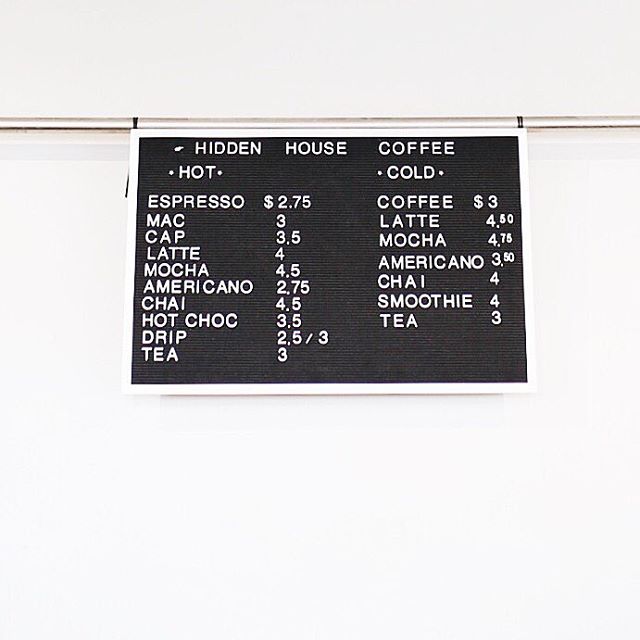 ☛ HIDDEN HOUSE COFFEE
•HOT•
ESPRESSO $2.75
MAC 3
CAP 3.5
LATTE 4
MOCHA 4.5
AMERICANO 2.75
CHAI 4.5
HOT CHOC 3.5
DRIP 2.5/3
TEA 3
•COLD•
COFFEE $3
LATTE 4.50
MOCHA 4.75
AMERICANO 3.50
CHAI 4
SMOOTHIE 4
TEA 3